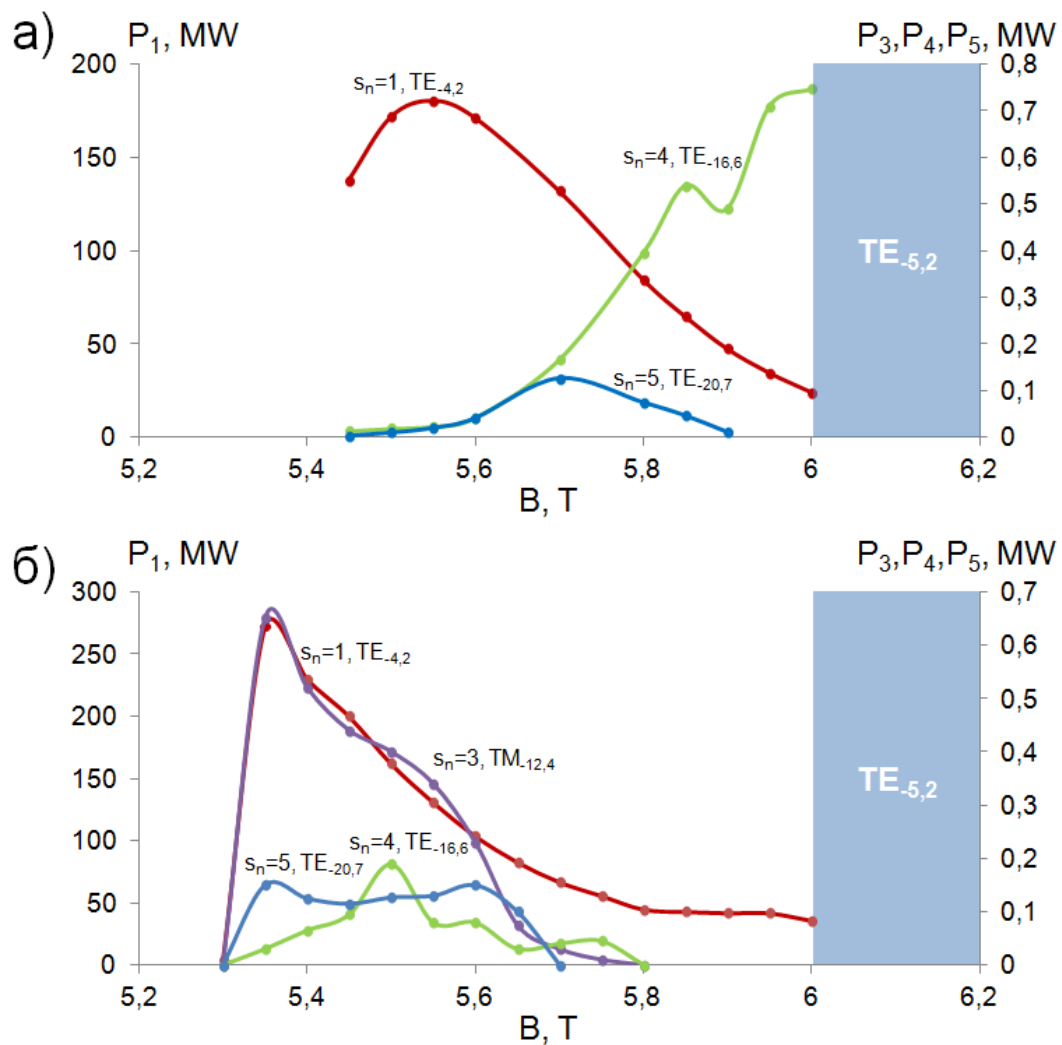 а)
P₁, MW
P₃,P₄,P₅, MW
200
150
100
50
0
0,8
0,7
0,6
0,5
0,4
0,3
0,2
0,1
0
sₙ=1, TE₋₄,₂
sₙ=4, TE₋₁₆,₆
sₙ=5, TE₋₂₀,₇
TE₋₅,₂
5,2
5,4
5,6
5,8
6
6,2
B, T
б)
P₁, MW
P₃,P₄,P₅, MW
300
250
200
150
100
50
0
0,7
0,6
0,5
0,4
0,3
0,2
0,1
0
sₙ=1, TE₋₄,₂
sₙ=3, TM₋₁₂,₄
sₙ=4, TE₋₁₆,₆
sₙ=5, TE₋₂₀,₇
TE₋₅,₂
5,2
5,4
5,6
5,8
6
6,2
B, T